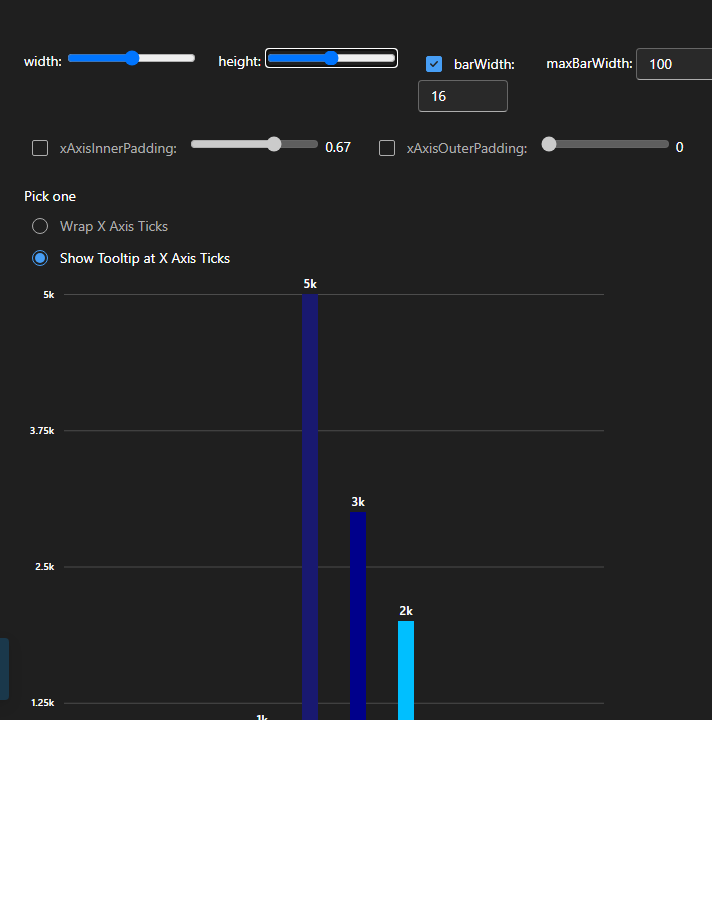 width: height: barWidth: maxBarWidth: 100
16
xAxisInnerPadding: 0.67 xAxisOuterPadding: 0
Pick one
Wrap X Axis Ticks
Show Tooltip at X Axis Ticks
5k
5k
3.75k
3k
2.5k
2k
1.25k
1k